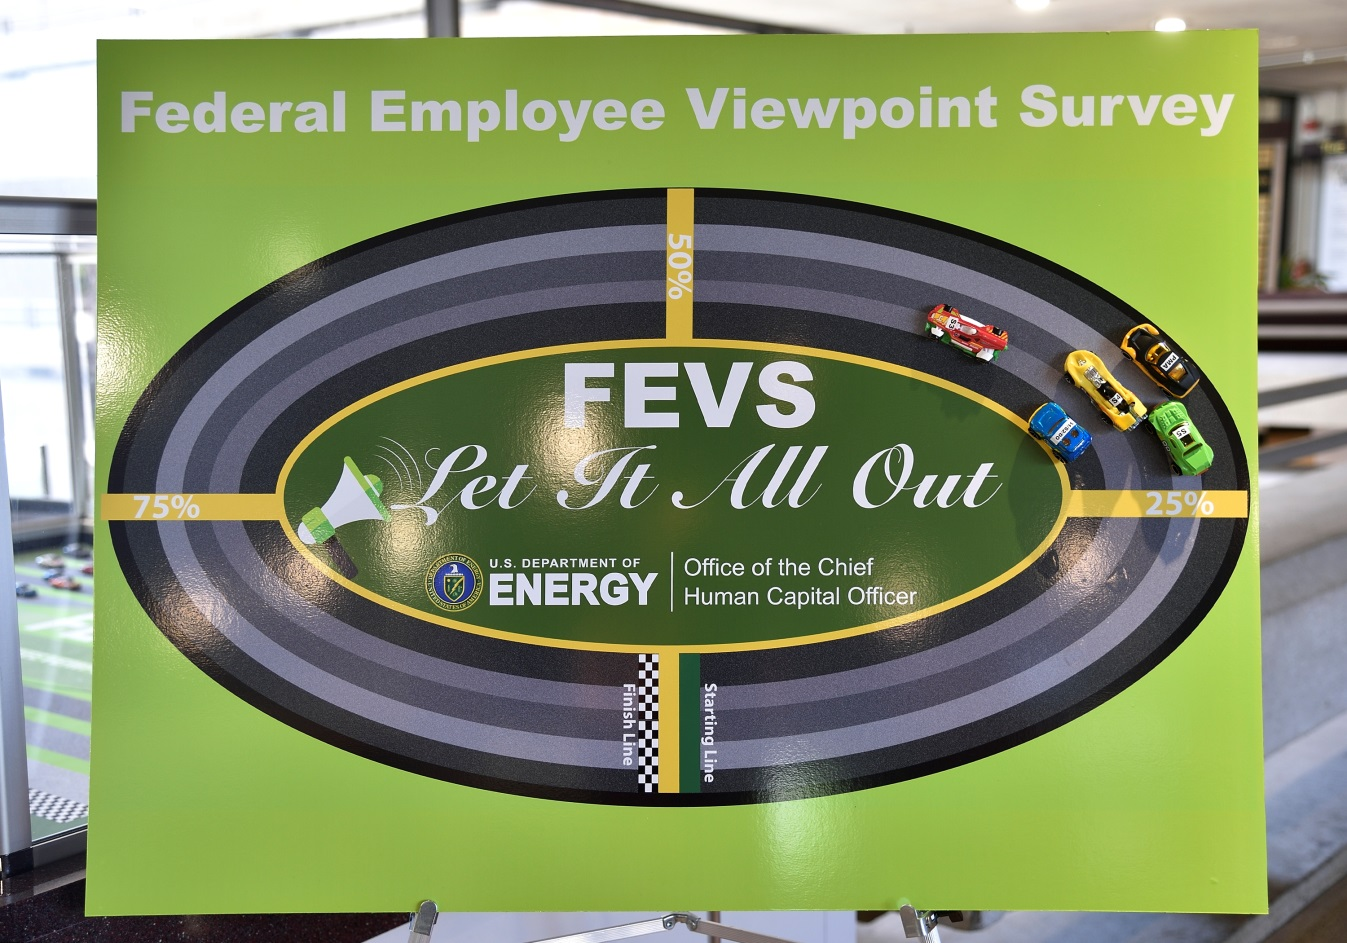 Federal Employee Viewpoint Survey
50%
FEVS
Let It All Out
75%
25%
U.S. DEPARTMENT OF
ENERGY
Office of the Chief
Human Capital Officer
Finish Line
Starting Line